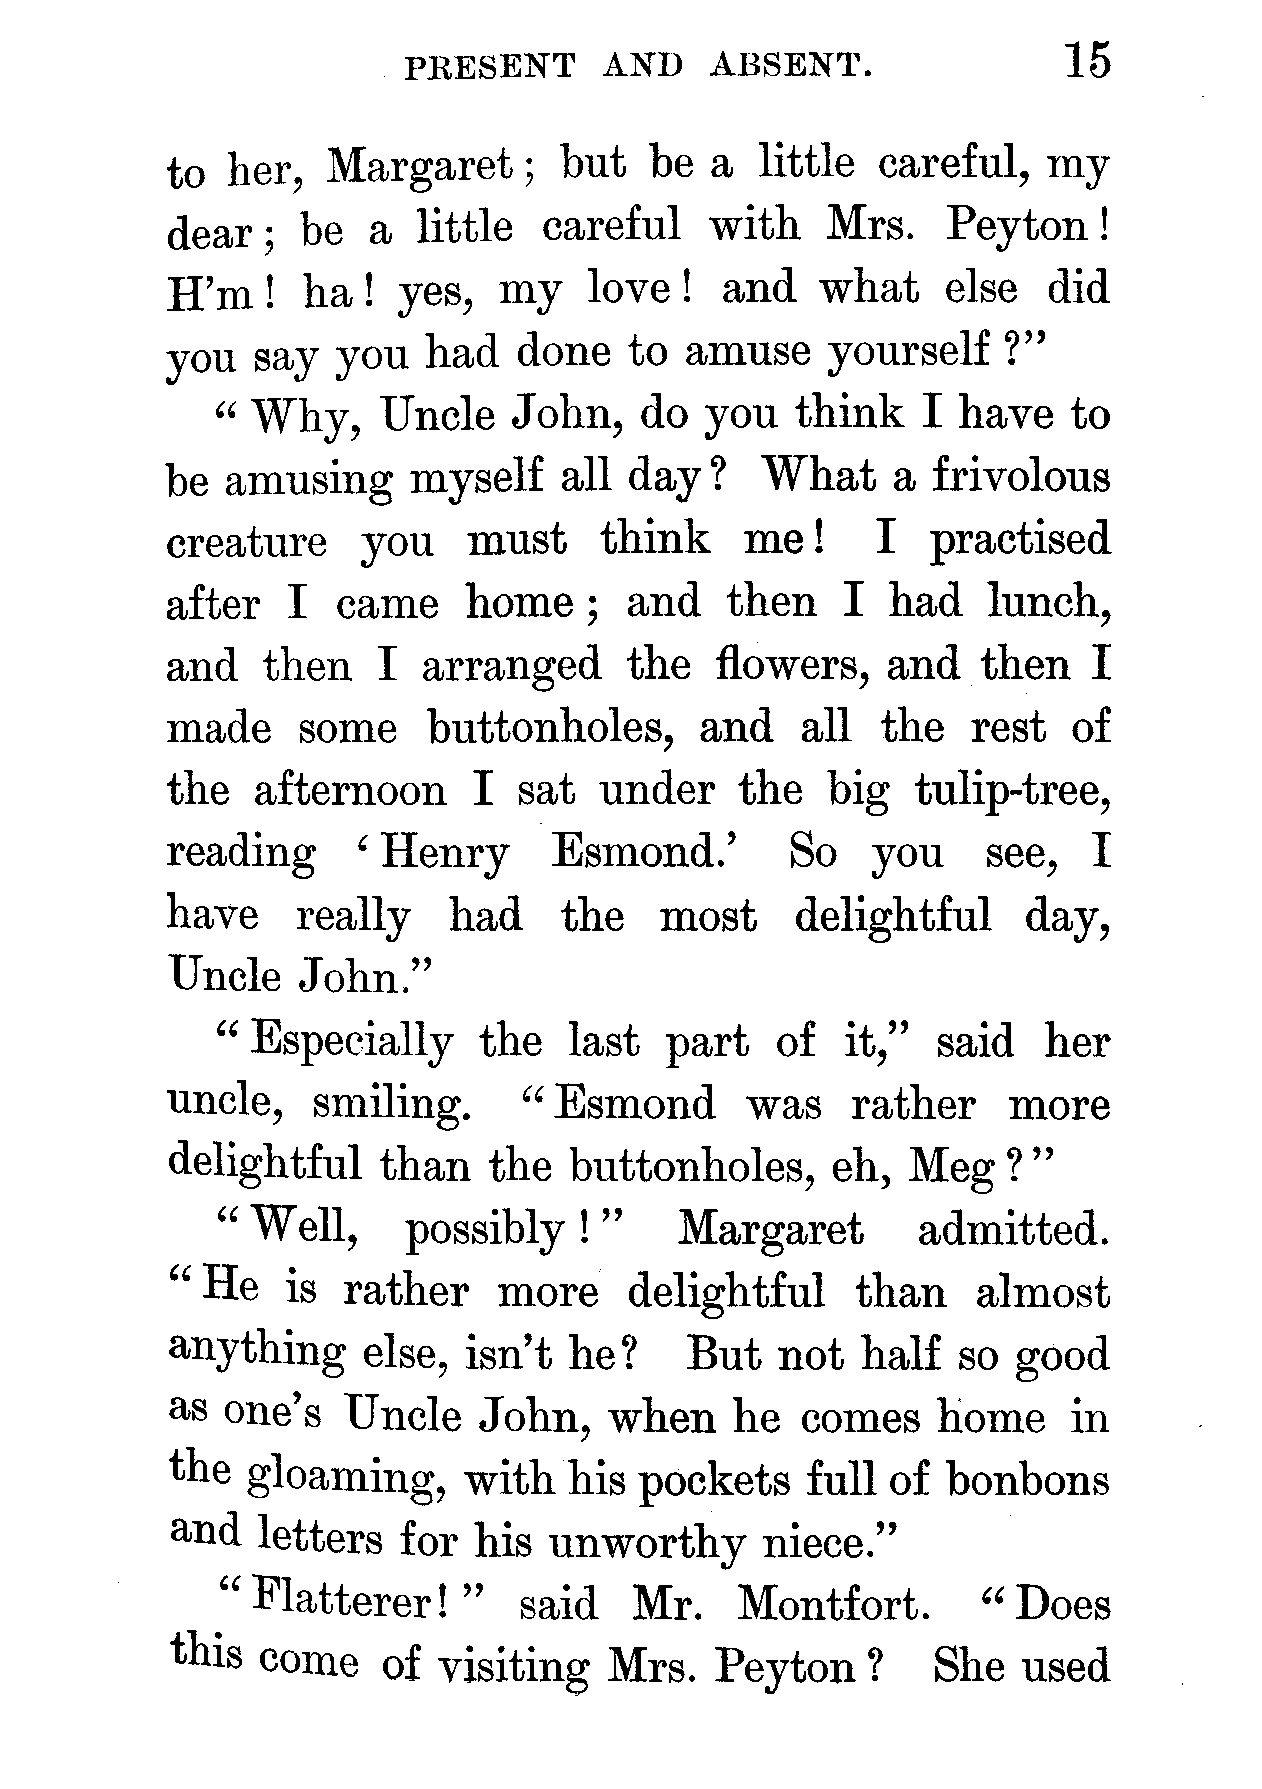 PRESENT AND ABSENT. 15
to her, Margaret; but be a little careful, my
dear; be a little careful with Mrs. Peyton!
H'm! ha! yes, my love! and what else did
you say you had done to amuse yourself?"
"Why, Uncle John, do you think I have to
be amusing myself all day? What a frivolous
creature you must think me! I practised
after I came home; and then I had lunch,
and then I arranged the flowers, and then I
made some buttonholes, and all the rest of
the afternoon I sat under the big tulip-tree,
reading 'Henry Esmond.' So you see, I
have really had the most delightful day,
Uncle John."
"Especially the last part of it," said her
uncle, smiling. "Esmond was rather more
delightful than the buttonholes, eh, Meg?"
"Well, possibly!" Margaret admitted.
"He is rather more delightful than almost
anything else, isn't he? But not half so good
as one's Uncle John, when he comes home in
the gloaming, with his pockets full of bonbons
and letters for his unworthy niece."
"Flatterer!" said Mr. Montfort. "Does
this come of visiting Mrs. Peyton? She used